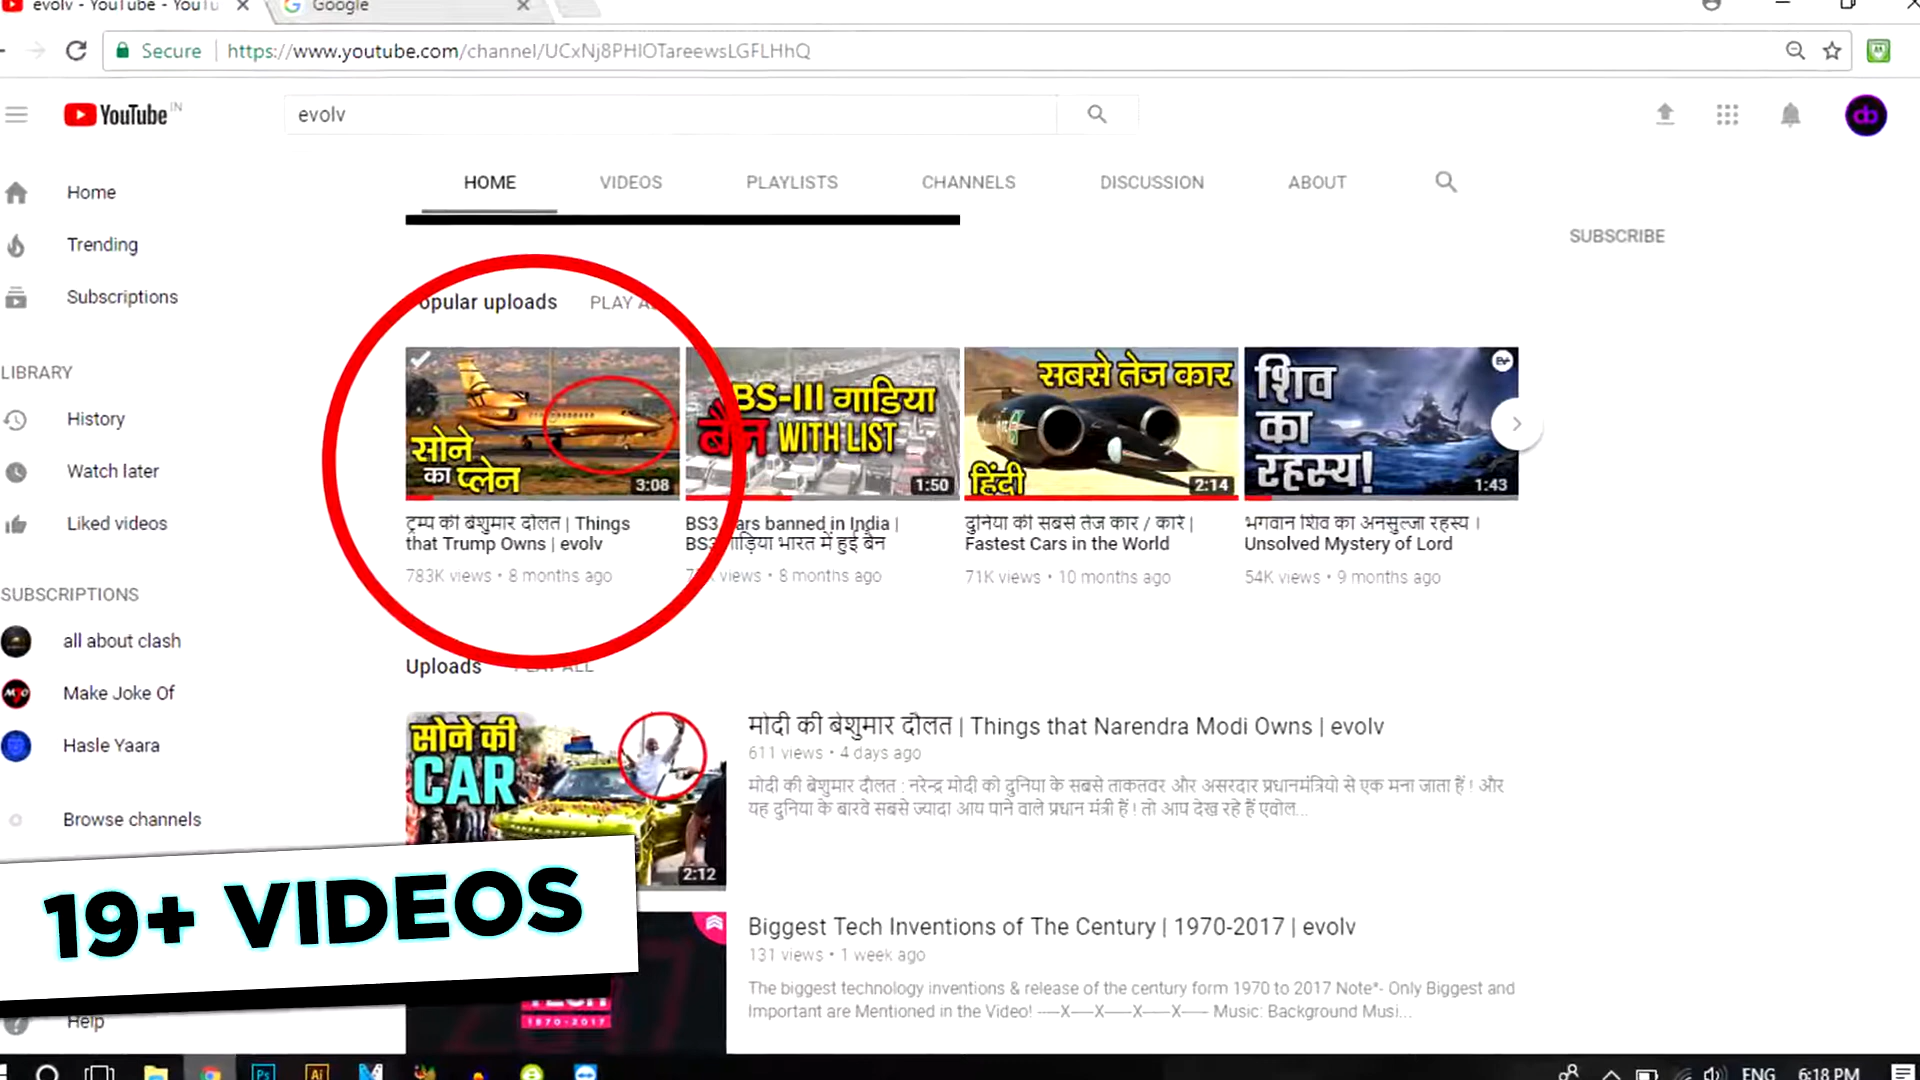 evolv - YouTube - YouTu
Google
Secure
https://www.youtube.com/channel/UCxNj8PHIOTareewsLGFLHhQ
YouTube IN
evolv
HOME
VIDEOS
PLAYLISTS
CHANNELS
DISCUSSION
ABOUT
SUBSCRIBE
Home
Trending
Subscriptions
LIBRARY
History
Watch later
Liked videos
SUBSCRIPTIONS
all about clash
Make Joke Of
Hasle Yaara
Browse channels
Help
opular uploads
PLAY A
सोने
का प्लेन
3:08
ट्रम्प की बेशुमार दौलत | Things
that Trump Owns | evolv
783K views • 8 months ago
BS-III गाडिया
बैन WITH LIST
1:50
BS3 ars banned in India |
BS3 गाड़िया भारत में हुई बैन
views • 8 months ago
सबसे तेज कार
हिंदी
2:14
दुनिया की सबसे तेज कार / कारे |
Fastest Cars in the World
71K views • 10 months ago
शिव
का
रहस्य!
1:43
भगवान शिव का अनसुल्जा रहस्य ।
Unsolved Mystery of Lord
54K views • 9 months ago
Uploads
PLAY ALL
सोने की
CAR
2:12
मोदी की बेशुमार दौलत | Things that Narendra Modi Owns | evolv
611 views • 4 days ago
मोदी की बेशुमार दौलत : नरेन्द्र मोदी को दुनिया के सबसे ताकतवर और असरदार प्रधानमंत्रियो से एक मना जाता हैं ! और
यह दुनिया के बारवे सबसे ज्यादा आय पाने वाले प्रधान मंत्री हैं ! तो आप देख रहे हैं एवोल...
19+ VIDEOS
TECH
1970-2017
Biggest Tech Inventions of The Century | 1970-2017 | evolv
131 views • 1 week ago
The biggest technology inventions & release of the century form 1970 to 2017 Note*- Only Biggest and
Important are Mentioned in the Video! ----X----X----X----X---- Music: Background Musi...
Ps
Ai
ENG
6:18 PM